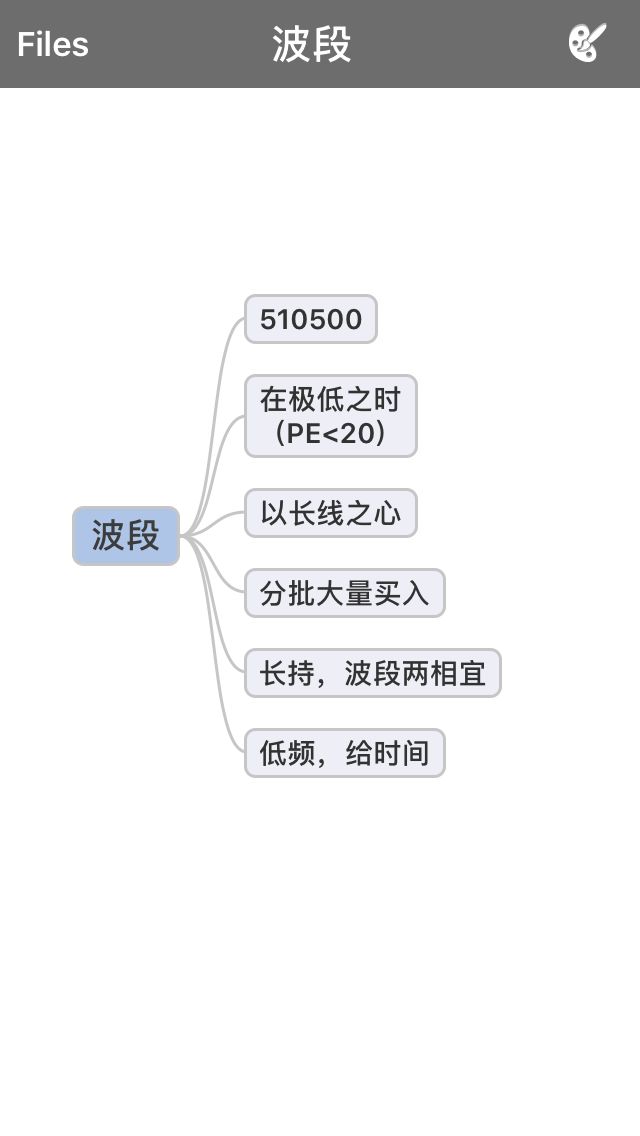 Files
波段
510500
在极低之时
（PE<20）
以长线之心
波段
分批大量买入
长持，波段两相宜
低频，给时间